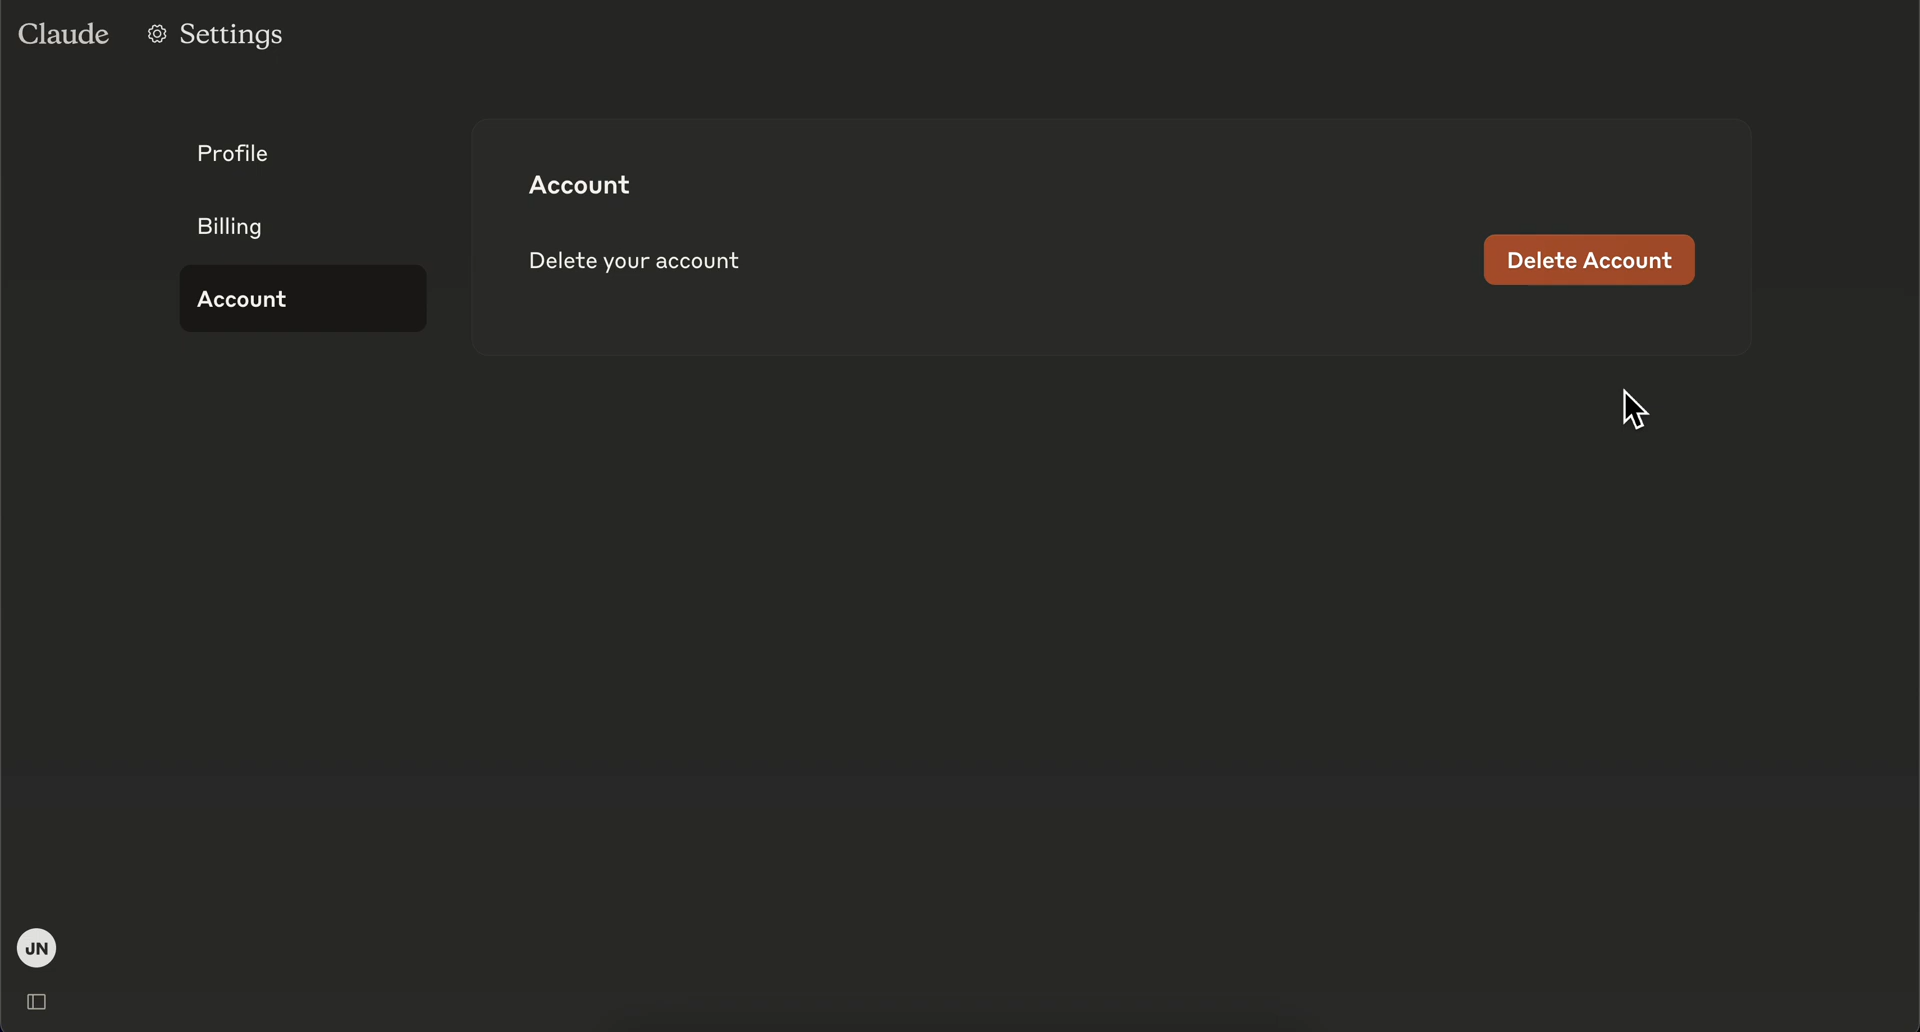 Claude
Settings
Profile
Billing
Account
Account
Delete your account
Delete Account
JN